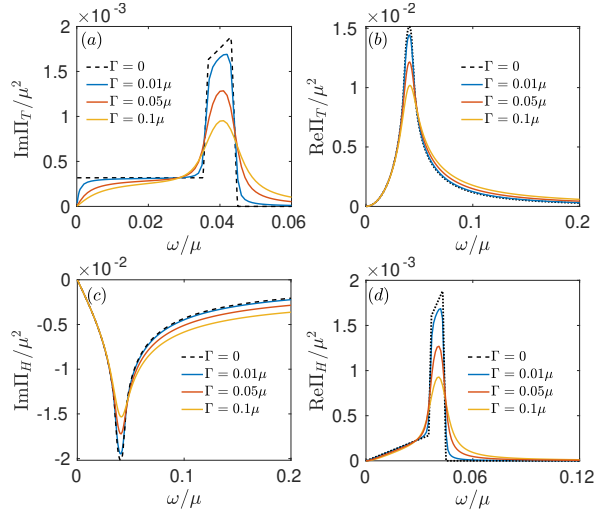 ×10⁻³
(a)
ImΠ_T/μ²
2
1.5
1
0.5
0
Γ = 0
Γ = 0.01μ
Γ = 0.05μ
Γ = 0.1μ
0 0.02 0.04 0.06
ω/μ
×10⁻²
(b)
ReΠ_T/μ²
1.5
1
0.5
0
Γ = 0
Γ = 0.01μ
Γ = 0.05μ
Γ = 0.1μ
0 0.1 0.2
ω/μ
×10⁻²
(c)
ImΠ_H/μ²
0
-0.5
-1
-1.5
-2
Γ = 0
Γ = 0.01μ
Γ = 0.05μ
Γ = 0.1μ
0 0.1 0.2
ω/μ
×10⁻³
(d)
ReΠ_H/μ²
2
1.5
1
0.5
0
Γ = 0
Γ = 0.01μ
Γ = 0.05μ
Γ = 0.1μ
0 0.06 0.12
ω/μ